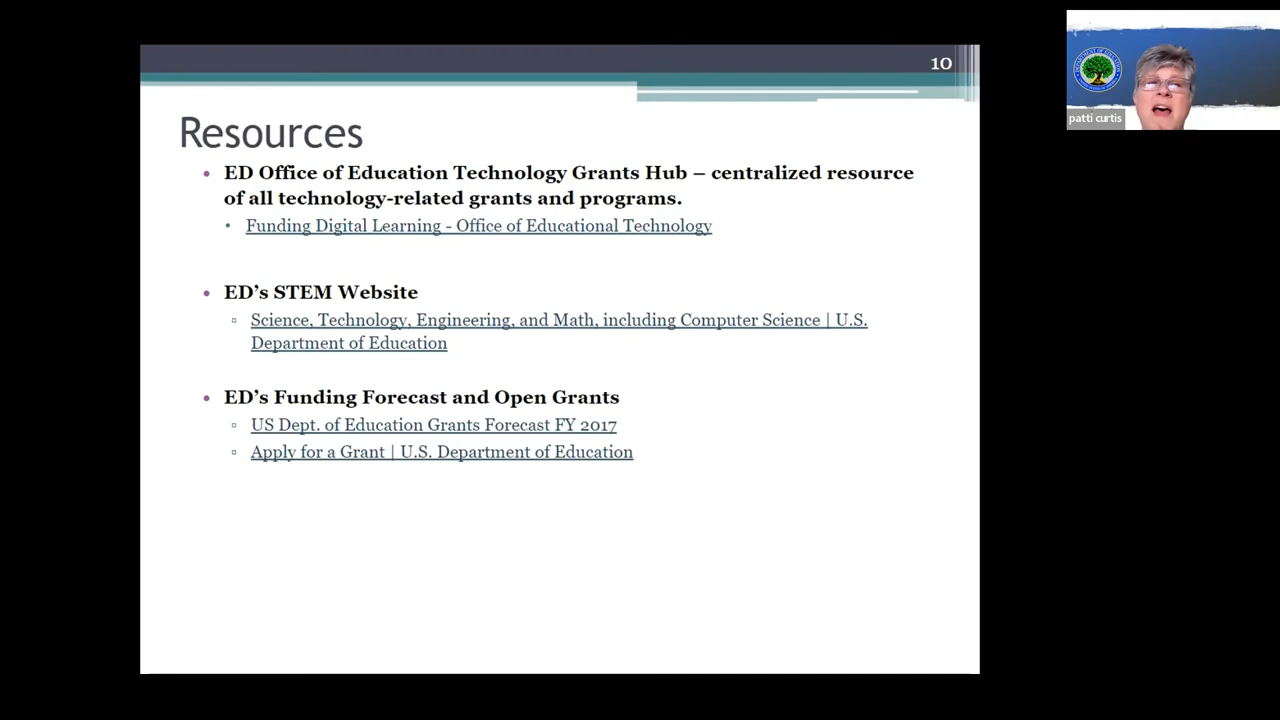 10
Resources
• ED Office of Education Technology Grants Hub – centralized resource
of all technology-related grants and programs.
• Funding Digital Learning - Office of Educational Technology
• ED’s STEM Website
▫ Science, Technology, Engineering, and Math, including Computer Science | U.S.
Department of Education
• ED’s Funding Forecast and Open Grants
▫ US Dept. of Education Grants Forecast FY 2017
▫ Apply for a Grant | U.S. Department of Education
patti curtis